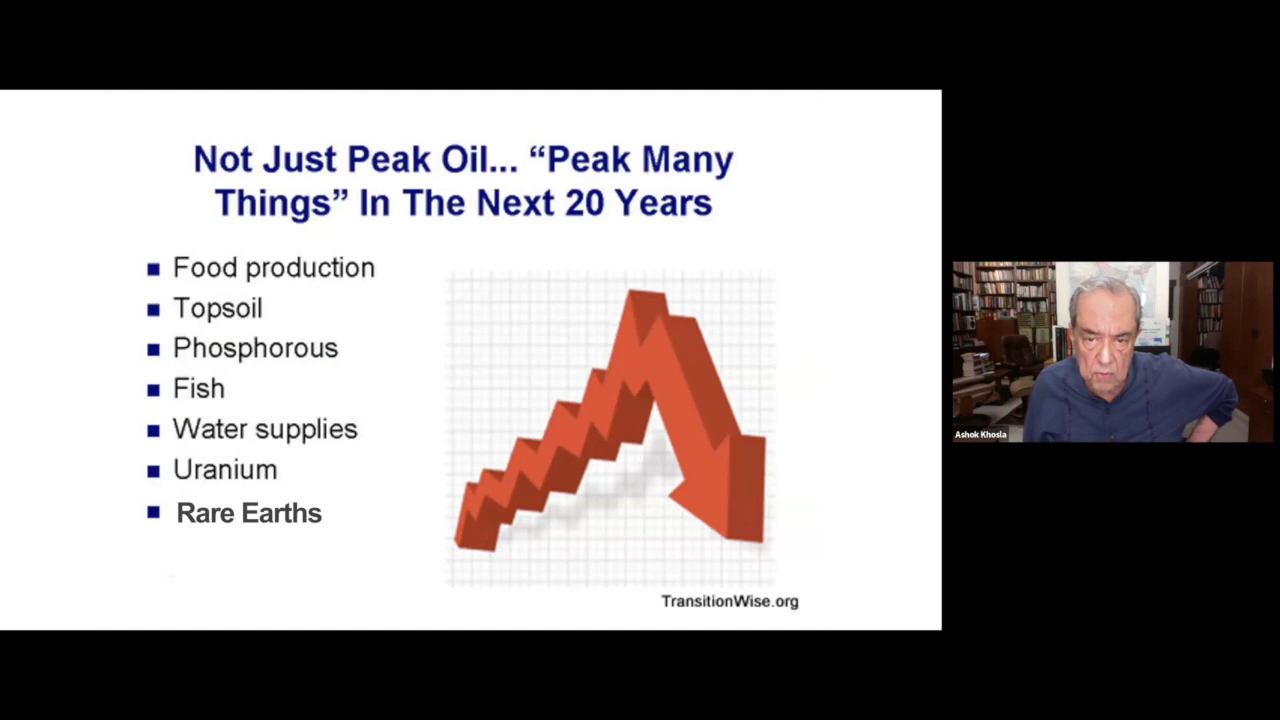 Not Just Peak Oil... “Peak Many
Things” In The Next 20 Years
Food production
Topsoil
Phosphorous
Fish
Water supplies
Uranium
Rare Earths
TransitionWise.org
Ashok Khosla